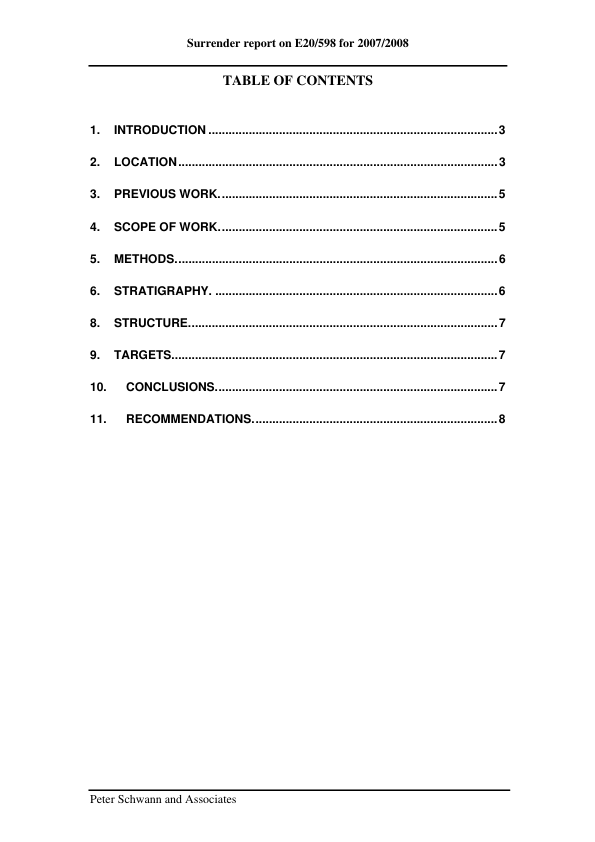 Surrender report on E20/598 for 2007/2008
TABLE OF CONTENTS
1. INTRODUCTION ...................................................................................... 3
2. LOCATION ............................................................................................... 3
3. PREVIOUS WORK. .................................................................................. 5
4. SCOPE OF WORK. .................................................................................. 5
5. METHODS. ............................................................................................... 6
6. STRATIGRAPHY. .................................................................................... 6
8. STRUCTURE. ........................................................................................... 7
9. TARGETS. ................................................................................................ 7
10. CONCLUSIONS. ................................................................................... 7
11. RECOMMENDATIONS. ........................................................................ 8
Peter Schwann and Associates